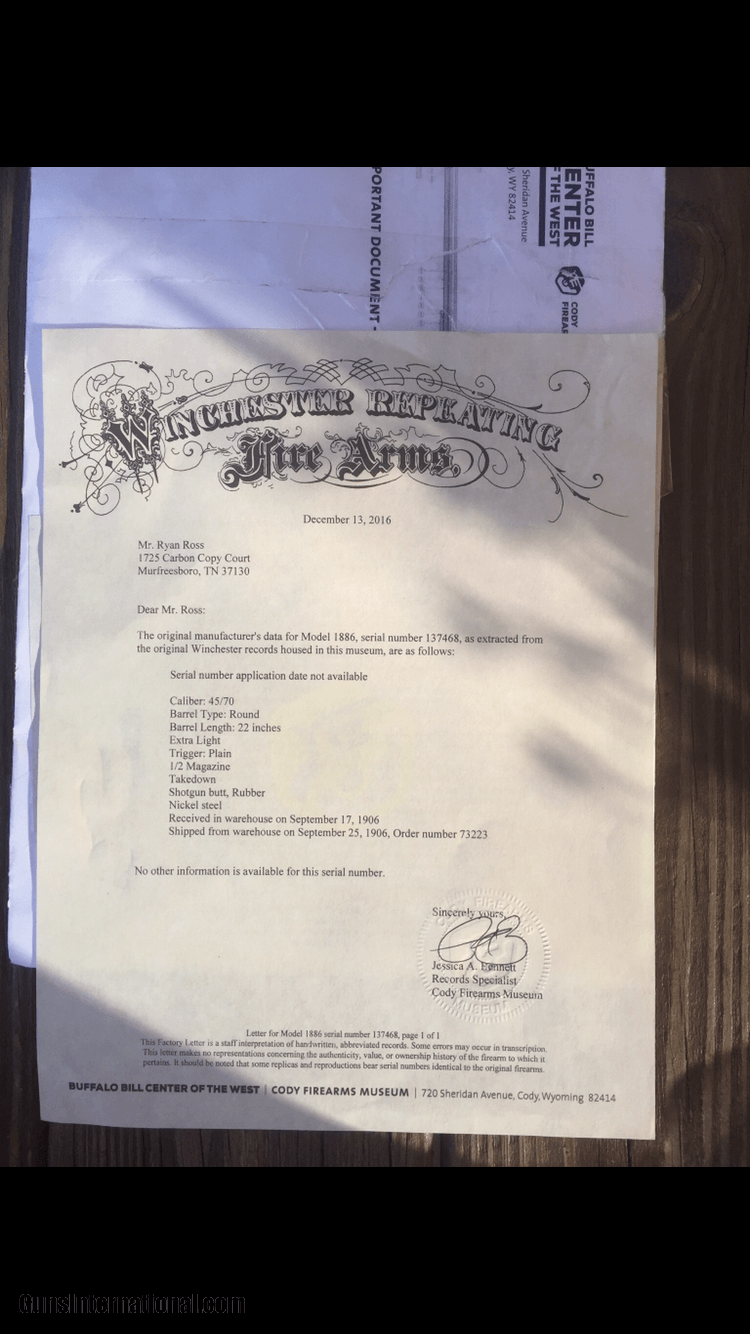 UFFALO BILL
ENTER
THE WEST
Sheridan Avenue
y, WY 82414
CODY
FIREAR
PORTANT DOCUMENT -
WINCHESTER REPEATING
Fire Arms.
December 13, 2016
Mr. Ryan Ross
1725 Carbon Copy Court
Murfreesboro, TN 37130
Dear Mr. Ross:
The original manufacturer's data for Model 1886, serial number 137468, as extracted from
the original Winchester records housed in this museum, are as follows:
Serial number application date not available
Caliber: 45/70
Barrel Type: Round
Barrel Length: 22 inches
Extra Light
Trigger: Plain
1/2 Magazine
Takedown
Shotgun butt, Rubber
Nickel steel
Received in warehouse on September 17, 1906
Shipped from warehouse on September 25, 1906, Order number 73223
No other information is available for this serial number.
Sincerely yours,
Jessica A. Bennett
Records Specialist
Cody Firearms Museum
Letter for Model 1886 serial number 137468, page 1 of 1
This Factory Letter is a staff interpretation of handwritten, abbreviated records. Some errors may occur in transcription.
This letter makes no representations concerning the authenticity, value, or ownership history of the firearm to which it
pertains. It should be noted that some replicas and reproductions bear serial numbers identical to the original firearms.
BUFFALO BILL CENTER OF THE WEST | CODY FIREARMS MUSEUM | 720 Sheridan Avenue, Cody, Wyoming 82414
GunsInternational.com